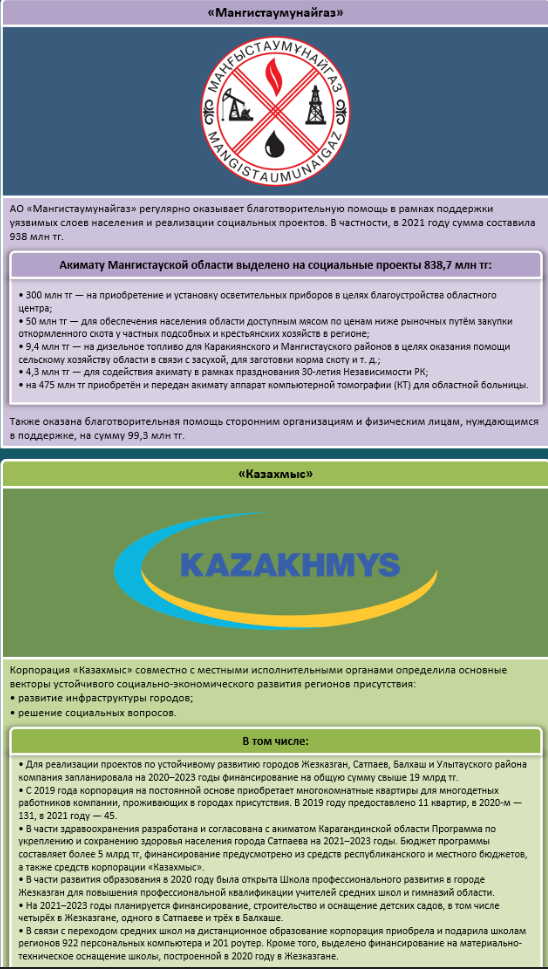 «Мангистаумунайгаз»
МАҢҒЫСТАУМҰНАЙГАЗ
MANGISTAUMUNAIGAZ
АО «Мангистаумунайгаз» регулярно оказывает благотворительную помощь в рамках поддержки
уязвимых слоев населения и реализации социальных проектов. В частности, в 2021 году сумма составила
938 млн тг.
Акимату Мангистауской области выделено на социальные проекты 838,7 млн тг:
• 300 млн тг — на приобретение и установку осветительных приборов в целях благоустройства областного
центра;
• 50 млн тг — для обеспечения населения области доступным мясом по ценам ниже рыночных путём закупки
откормленного скота у частных подсобных и крестьянских хозяйств в регионе;
• 9,4 млн тг — на дизельное топливо для Каракиянского и Мангистауского районов в целях оказания помощи
сельскому хозяйству области в связи с засухой, для заготовки корма скоту и т. д.;
• 4,3 млн тг — для содействия акимату в рамках празднования 30-летия Независимости РК;
• на 475 млн тг приобретён и передан акимату аппарат компьютерной томографии (КТ) для областной больницы.
Также оказана благотворительная помощь сторонним организациям и физическим лицам, нуждающимся
в поддержке, на сумму 99,3 млн тг.
«Казахмыс»
KAZAKHMYS
Корпорация «Казахмыс» совместно с местными исполнительными органами определила основные
векторы устойчивого социально-экономического развития регионов присутствия:
• развитие инфраструктуры городов;
• решение социальных вопросов.
В том числе:
• Для реализации проектов по устойчивому развитию городов Жезказган, Сатпаев, Балхаш и Улытауского района
компания запланировала на 2020–2023 годы финансирование на общую сумму свыше 19 млрд тг.
• С 2019 года корпорация на постоянной основе приобретает многокомнатные квартиры для многодетных
работников компании, проживающих в городах присутствия. В 2019 году предоставлено 11 квартир, в 2020-м —
131, в 2021 году — 45.
• В части здравоохранения разработана и согласована с акиматом Карагандинской области Программа по
укреплению и сохранению здоровья населения города Сатпаева на 2021–2023 годы. Бюджет программы
составляет более 5 млрд тг, финансирование предусмотрено из средств республиканского и местного бюджетов,
а также средств корпорации «Казахмыс».
• В части развития образования в 2020 году была открыта Школа профессионального развития в городе
Жезказган для повышения профессиональной квалификации учителей средних школ и гимназий области.
• На 2021–2023 годы планируется финансирование, строительство и оснащение детских садов, в том числе
четырёх в Жезказгане, одного в Сатпаеве и трёх в Балхаше.
• В связи с переходом средних школ на дистанционное образование корпорация приобрела и подарила школам
регионов 922 персональных компьютера и 201 роутер. Кроме того, выделено финансирование на материально-
техническое оснащение школы, построенной в 2020 году в Жезказгане.